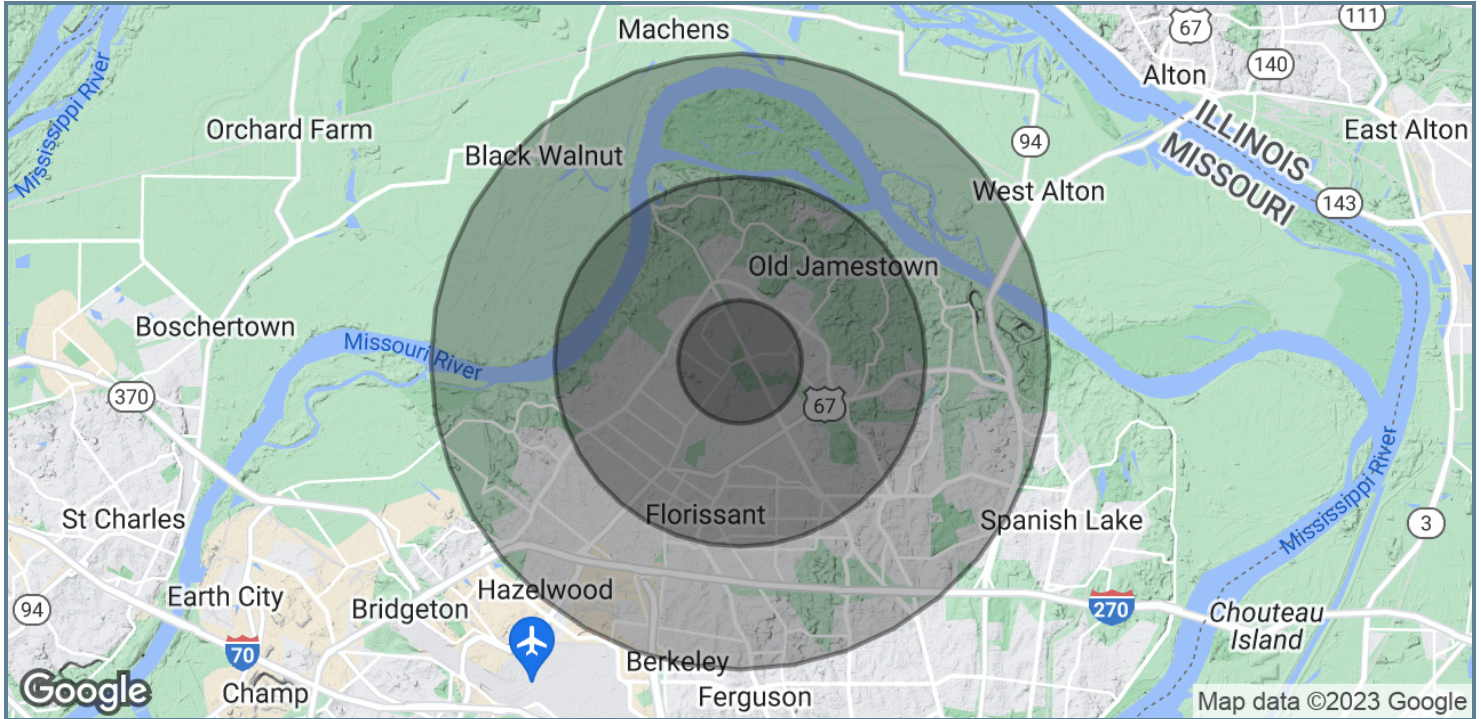 Machens
67
111
Mississippi River
Alton
140
Orchard Farm
ILLINOIS
MISSOURI
East Alton
Black Walnut
94
West Alton
143
Old Jamestown
Boschertown
Missouri River
370
67
Mississippi River
St Charles
Florissant
Spanish Lake
3
Hazelwood
Earth City
Bridgeton
94
270
Chouteau
Island
70
Berkeley
Champ
Ferguson
Google
Map data ©2023 Google